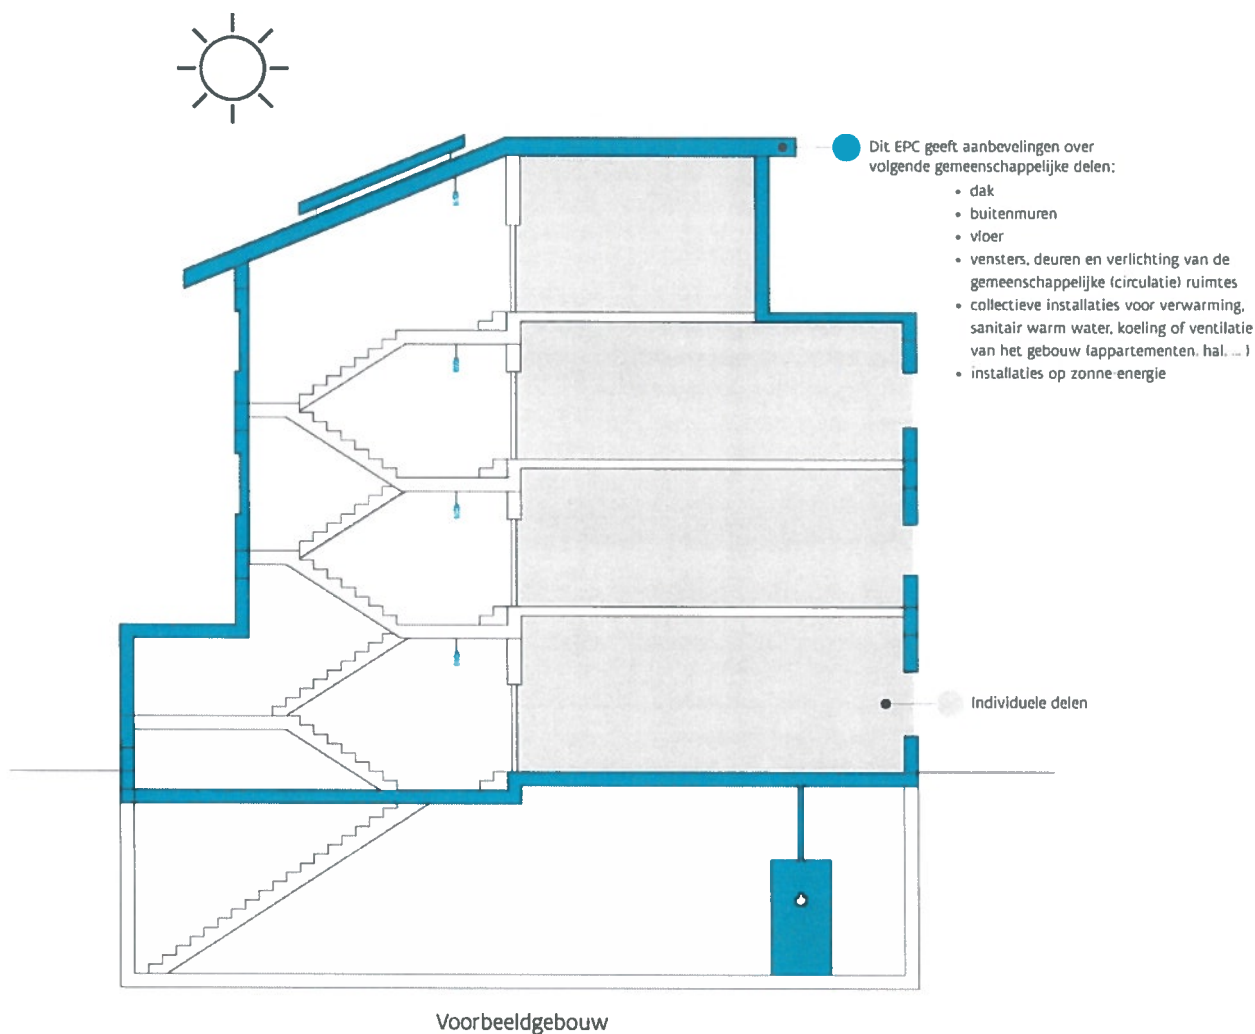 Dit EPC geeft aanbevelingen over
volgende gemeenschappelijke delen:
• dak
• buitenmuren
• vloer
• vensters, deuren en verlichting van de
gemeenschappelijke (circulatie) ruimtes
• collectieve installaties voor verwarming,
sanitair warm water, koeling of ventilatie
van het gebouw (appartementen, hal, ... )
• installaties op zonne-energie
Individuele delen
Voorbeeldgebouw